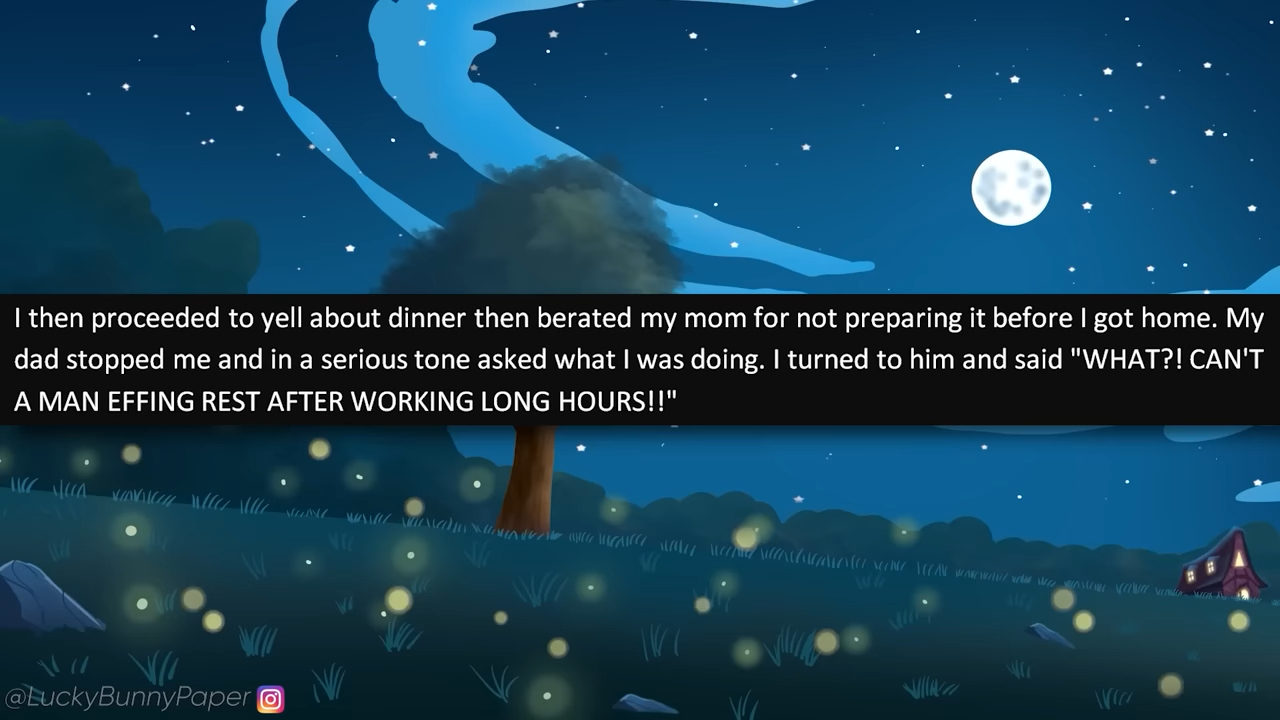 I then proceeded to yell about dinner then berated my mom for not preparing it before I got home. My
dad stopped me and in a serious tone asked what I was doing. I turned to him and said "WHAT?! CAN'T
A MAN EFFING REST AFTER WORKING LONG HOURS!!"
@LuckyBunnyPaper